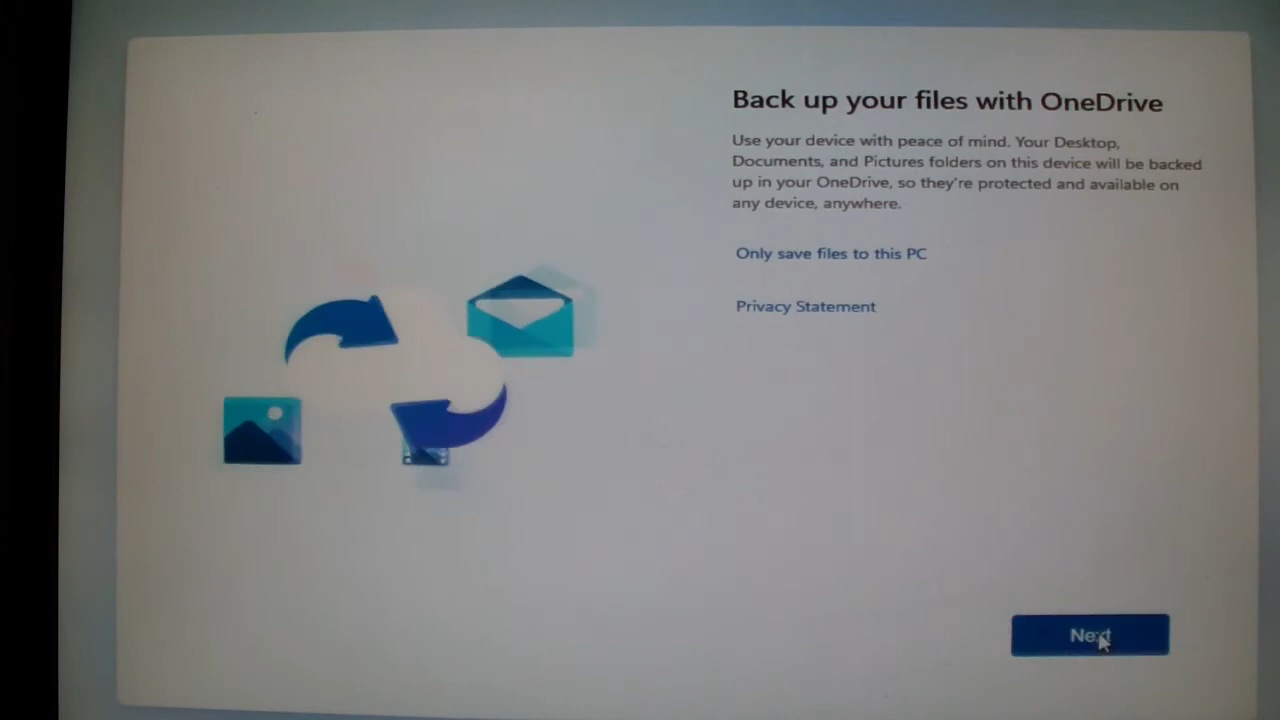 Back up your files with OneDrive
Use your device with peace of mind. Your Desktop,
Documents, and Pictures folders on this device will be backed
up in your OneDrive, so they're protected and available on
any device, anywhere.
Only save files to this PC
Privacy Statement
Next